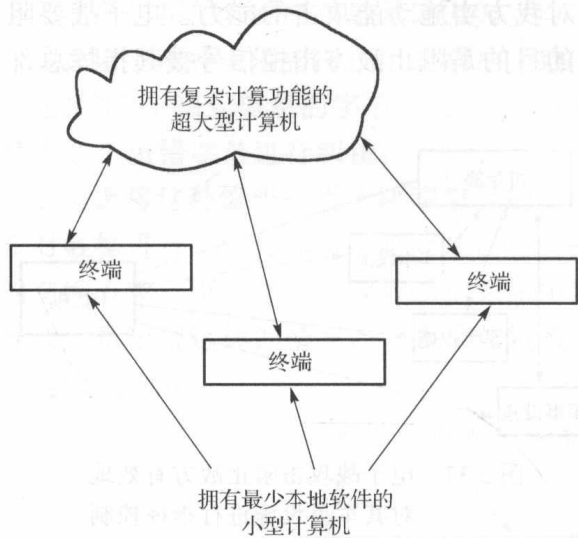 拥有复杂计算功能的
超大型计算机
终端
终端
终端
拥有最少本地软件的
小型计算机